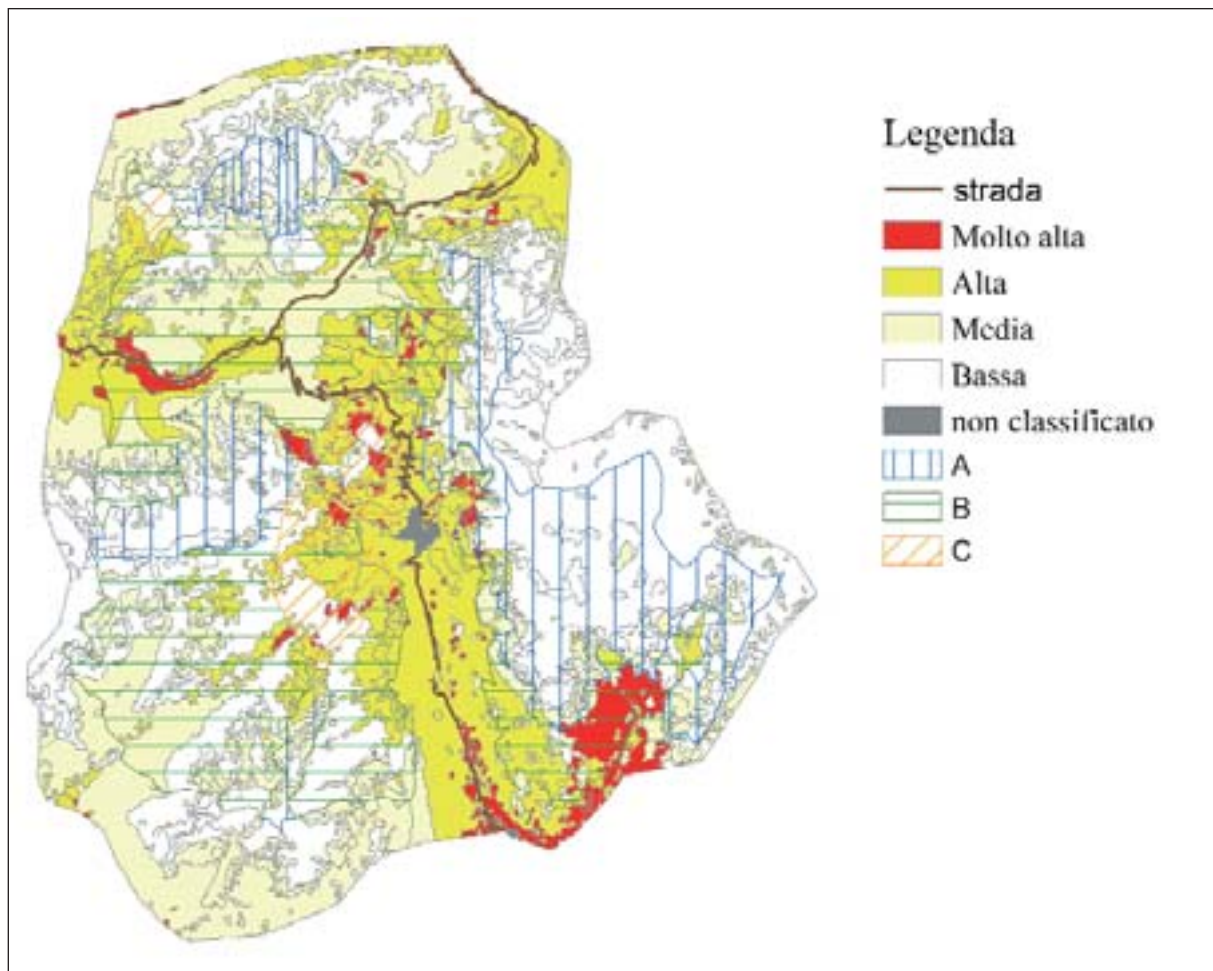 Legenda
strada
Molto alta
Alta
Media
Bassa
non classificato
A
B
C